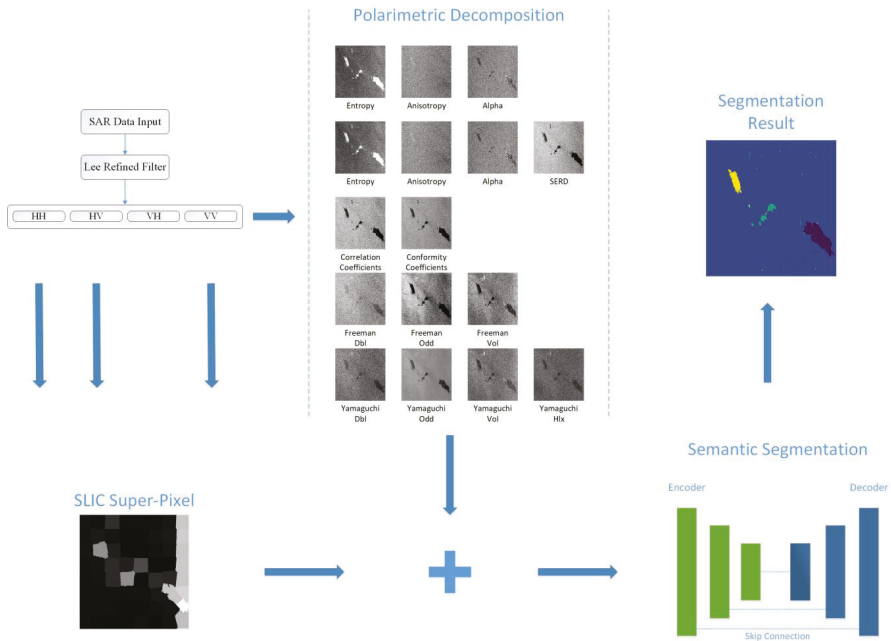 Polarimetric Decomposition
SAR Data Input
Lee Refined Filter
HH HV VH VV
Entropy Anisotropy Alpha
Entropy Anisotropy Alpha SERD
Correlation Conformity
Coefficients Coefficients
Freeman Freeman Freeman
Dbl Odd Vol
Yamaguchi Yamaguchi Yamaguchi Yamaguchi
Dbl Odd Vol Hlx
Segmentation
Result
SLIC Super-Pixel
Semantic Segmentation
Encoder Decoder
Skip Connection